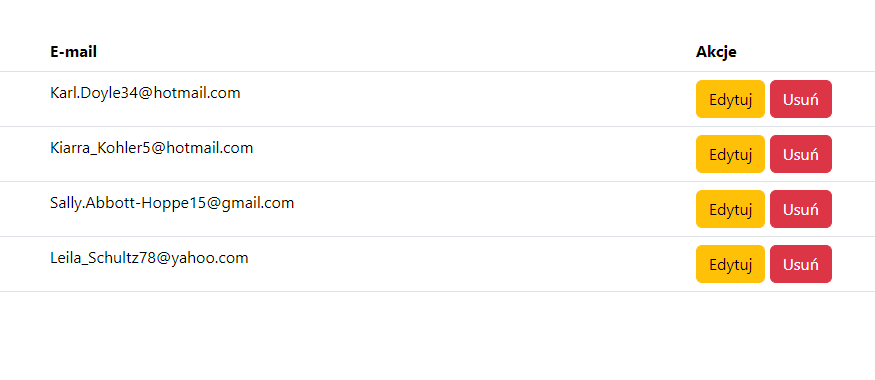 E-mail Akcje
Karl.Doyle34@hotmail.com Edytuj Usuń
Kiarra_Kohler5@hotmail.com Edytuj Usuń
Sally.Abbott-Hoppe15@gmail.com Edytuj Usuń
Leila_Schultz78@yahoo.com Edytuj Usuń